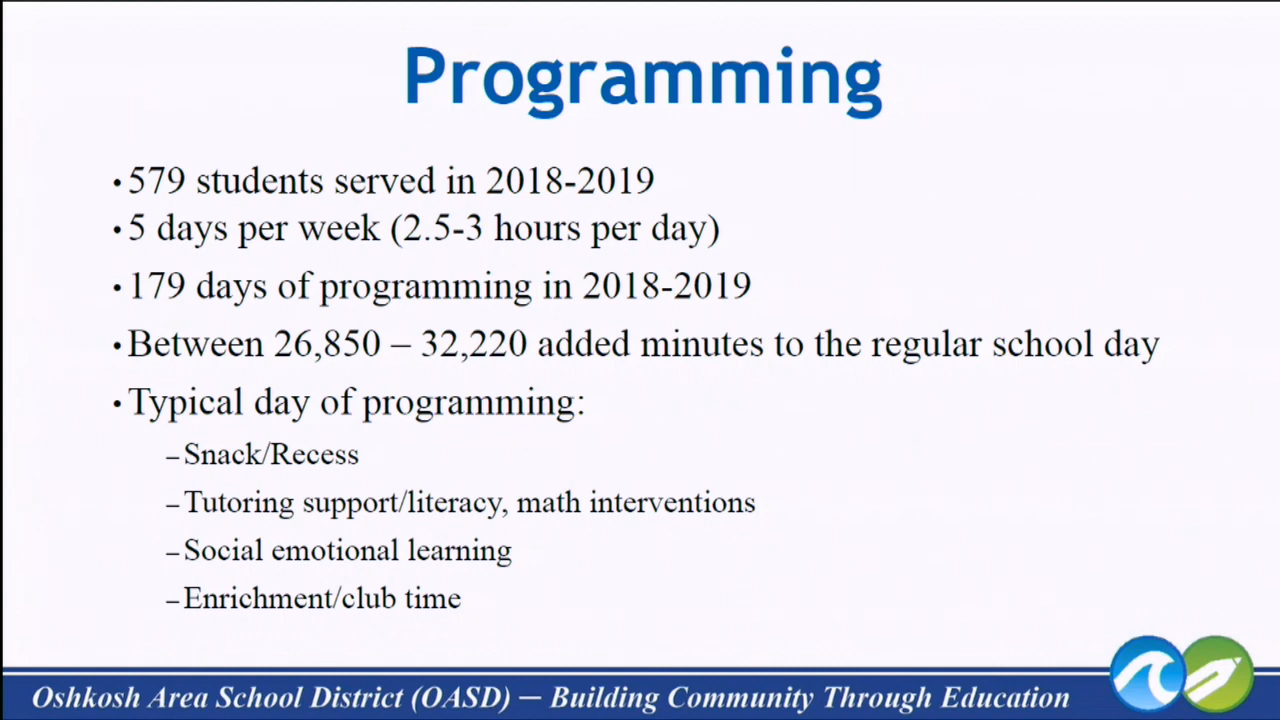 Programming
• 579 students served in 2018-2019
• 5 days per week (2.5-3 hours per day)
• 179 days of programming in 2018-2019
• Between 26,850 – 32,220 added minutes to the regular school day
• Typical day of programming:
– Snack/Recess
– Tutoring support/literacy, math interventions
– Social emotional learning
– Enrichment/club time
Oshkosh Area School District (OASD) — Building Community Through Education